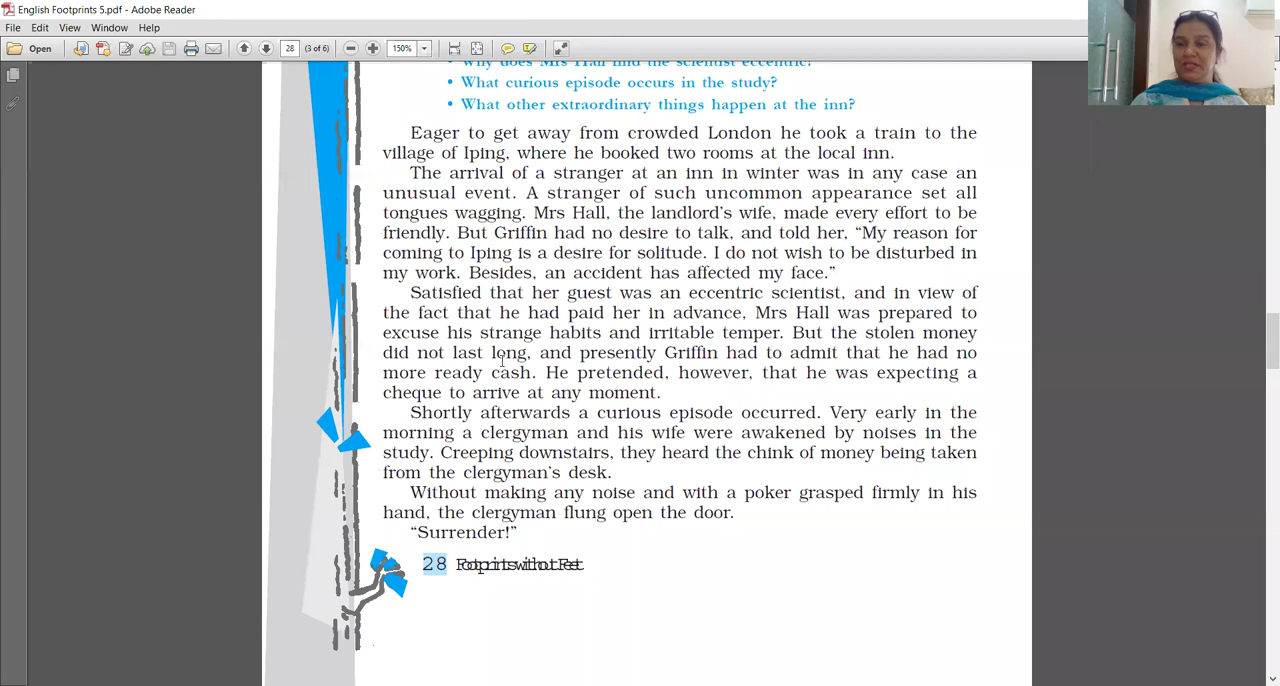 English Footprints 5.pdf - Adobe Reader
File Edit View Window Help
Open 28 (3 of 6) 150%
• Why does Mrs Hall find the scientist eccentric?
• What curious episode occurs in the study?
• What other extraordinary things happen at the inn?
Eager to get away from crowded London he took a train to the
village of Iping, where he booked two rooms at the local inn.
The arrival of a stranger at an inn in winter was in any case an
unusual event. A stranger of such uncommon appearance set all
tongues wagging. Mrs Hall, the landlord’s wife, made every effort to be
friendly. But Griffin had no desire to talk, and told her, “My reason for
coming to Iping is a desire for solitude. I do not wish to be disturbed in
my work. Besides, an accident has affected my face.”
Satisfied that her guest was an eccentric scientist, and in view of
the fact that he had paid her in advance, Mrs Hall was prepared to
excuse his strange habits and irritable temper. But the stolen money
did not last long, and presently Griffin had to admit that he had no
more ready cash. He pretended, however, that he was expecting a
cheque to arrive at any moment.
Shortly afterwards a curious episode occurred. Very early in the
morning a clergyman and his wife were awakened by noises in the
study. Creeping downstairs, they heard the chink of money being taken
from the clergyman’s desk.
Without making any noise and with a poker grasped firmly in his
hand, the clergyman flung open the door.
“Surrender!”
28 Footprints without Feet